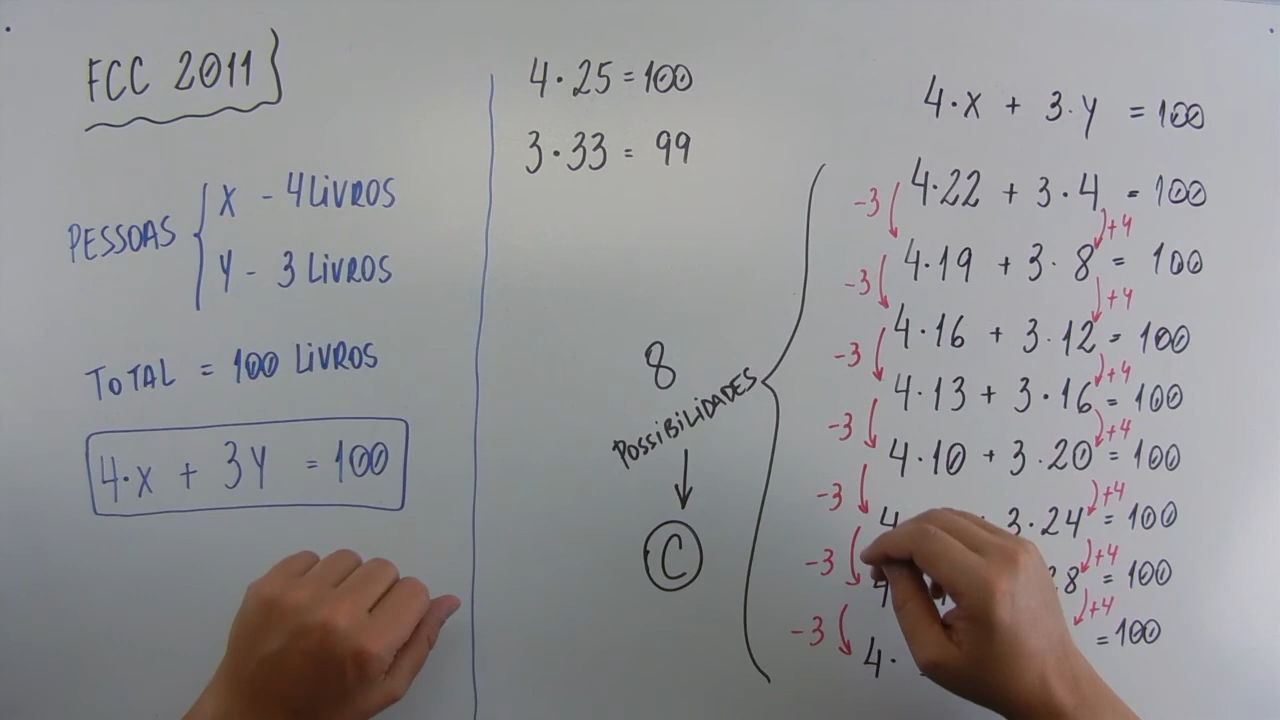 FCC 2011}
PESSOAS { X - 4 LiVROS
Y - 3 LiVROS
TOTAL = 100 LiVROS
4·X + 3Y = 100
4·25 = 100
3·33 = 99
8
POSSiBiLiDADES
C
4·X + 3·Y = 100
4·22 + 3·4 = 100
-3 +4
4·19 + 3·8 = 100
-3 +4
4·16 + 3·12 = 100
-3 +4
4·13 + 3·16 = 100
-3 +4
4·10 + 3·20 = 100
-3 +4
4 3·24 = 100
-3 +4
4 8 = 100
-3 +4
4· = 100